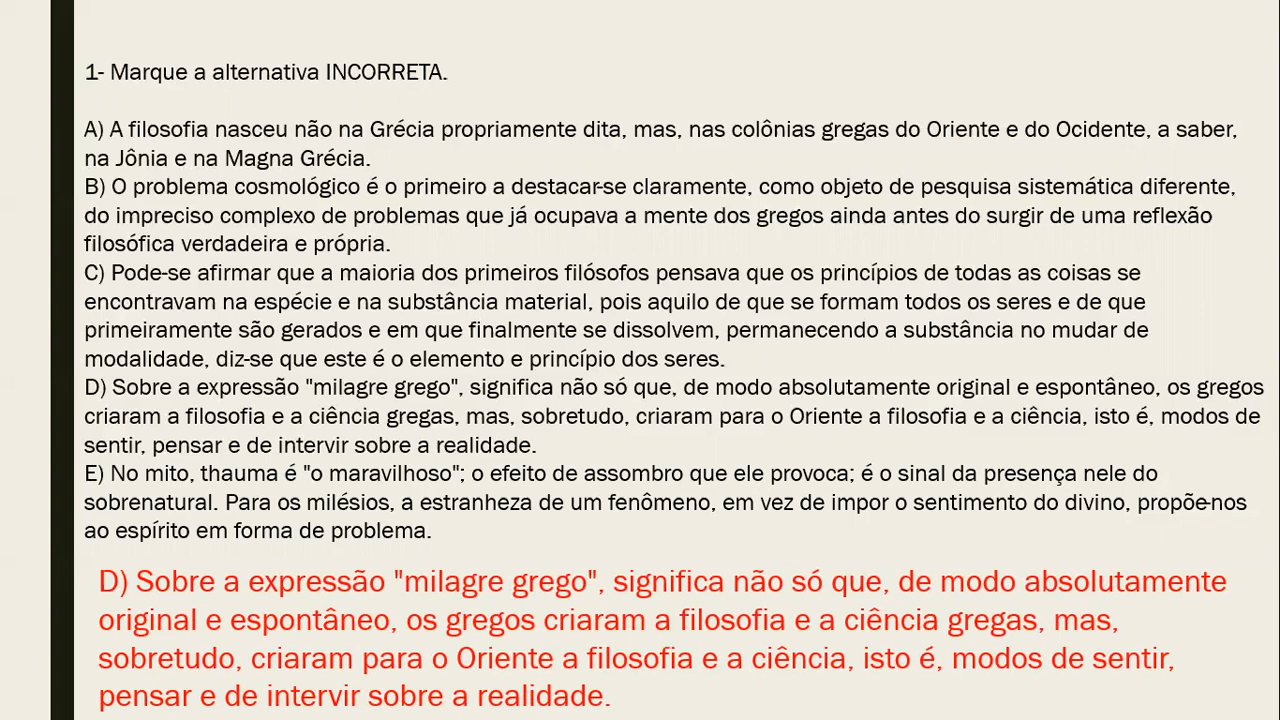 1- Marque a alternativa INCORRETA.
A) A filosofia nasceu não na Grécia propriamente dita, mas, nas colônias gregas do Oriente e do Ocidente, a saber,
na Jônia e na Magna Grécia.
B) O problema cosmológico é o primeiro a destacar-se claramente, como objeto de pesquisa sistemática diferente,
do impreciso complexo de problemas que já ocupava a mente dos gregos ainda antes do surgir de uma reflexão
filosófica verdadeira e própria.
C) Pode-se afirmar que a maioria dos primeiros filósofos pensava que os princípios de todas as coisas se
encontravam na espécie e na substância material, pois aquilo de que se formam todos os seres e de que
primeiramente são gerados e em que finalmente se dissolvem, permanecendo a substância no mudar de
modalidade, diz-se que este é o elemento e princípio dos seres.
D) Sobre a expressão "milagre grego", significa não só que, de modo absolutamente original e espontâneo, os gregos
criaram a filosofia e a ciência gregas, mas, sobretudo, criaram para o Oriente a filosofia e a ciência, isto é, modos de
sentir, pensar e de intervir sobre a realidade.
E) No mito, thauma é "o maravilhoso"; o efeito de assombro que ele provoca; é o sinal da presença nele do
sobrenatural. Para os milésios, a estranheza de um fenômeno, em vez de impor o sentimento do divino, propõe-nos
ao espírito em forma de problema.
D) Sobre a expressão "milagre grego", significa não só que, de modo absolutamente
original e espontâneo, os gregos criaram a filosofia e a ciência gregas, mas,
sobretudo, criaram para o Oriente a filosofia e a ciência, isto é, modos de sentir,
pensar e de intervir sobre a realidade.